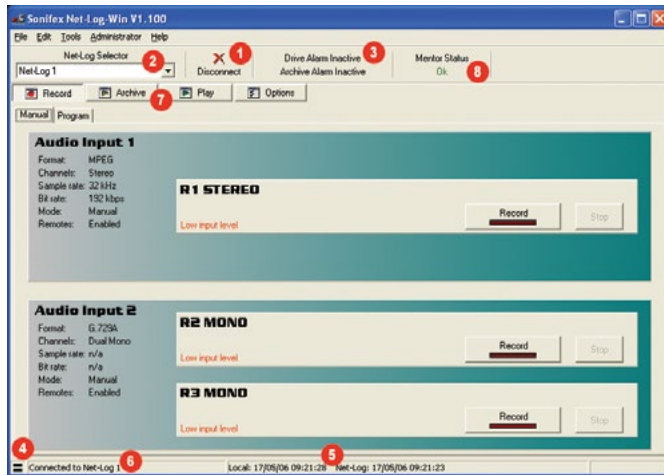 Sonifex Net-Log-Win V1.100
File Edit Tools Administrator Help
Net-Log Selector
Net-Log 1
2
1
Disconnect
Drive Alarm Inactive
Archive Alarm Inactive
3
Mentor Status
Ok
8
Record
Archive
7
Play
Options
Manual Program
Audio Input 1
Format: MPEG
Channels: Stereo
Sample rate: 32 kHz
Bit rate: 192 kbps
Mode: Manual
Remotes: Enabled
R1 STEREO
Low input level
Record
Stop
Audio Input 2
Format: G.729A
Channels: Dual Mono
Sample rate: n/a
Bit rate: n/a
Mode: Manual
Remotes: Enabled
R2 MONO
Low input level
Record
Stop
R3 MONO
Low input level
Record
Stop
4
Connected to Net-Log 1
6
5
Local: 17/05/06 09:21:28 Net-Log: 17/05/06 09:21:23